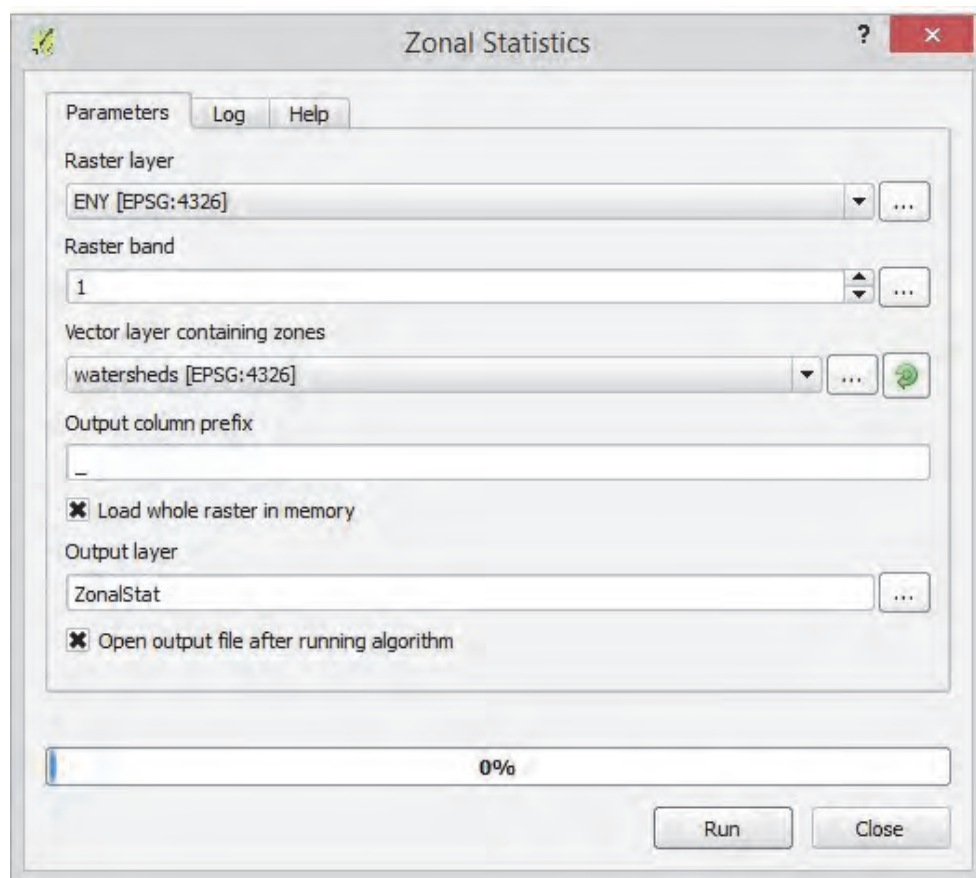 Zonal Statistics ? ×
Parameters Log Help
Raster layer
ENY [EPSG:4326] ...
Raster band
1 ...
Vector layer containing zones
watersheds [EPSG:4326] ...
Output column prefix
_
Load whole raster in memory
Output layer
ZonalStat ...
Open output file after running algorithm
0%
Run Close